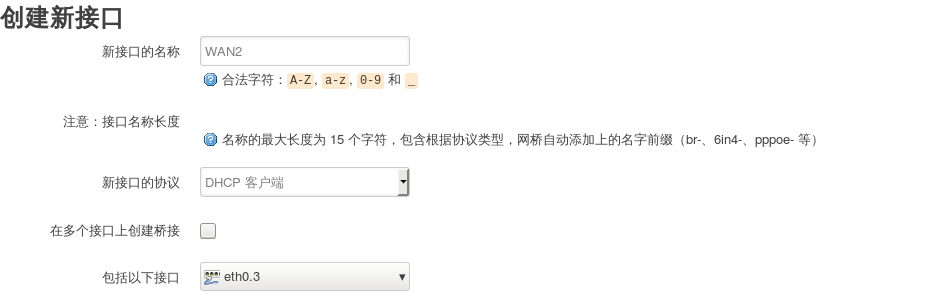 创建新接口
新接口的名称 WAN2
合法字符：A-Z, a-z, 0-9 和 _
注意：接口名称长度
名称的最大长度为 15 个字符，包含根据协议类型，网桥自动添加上的名字前缀（br-、6in4-、pppoe- 等）
新接口的协议 DHCP 客户端
在多个接口上创建桥接
包括以下接口 eth0.3